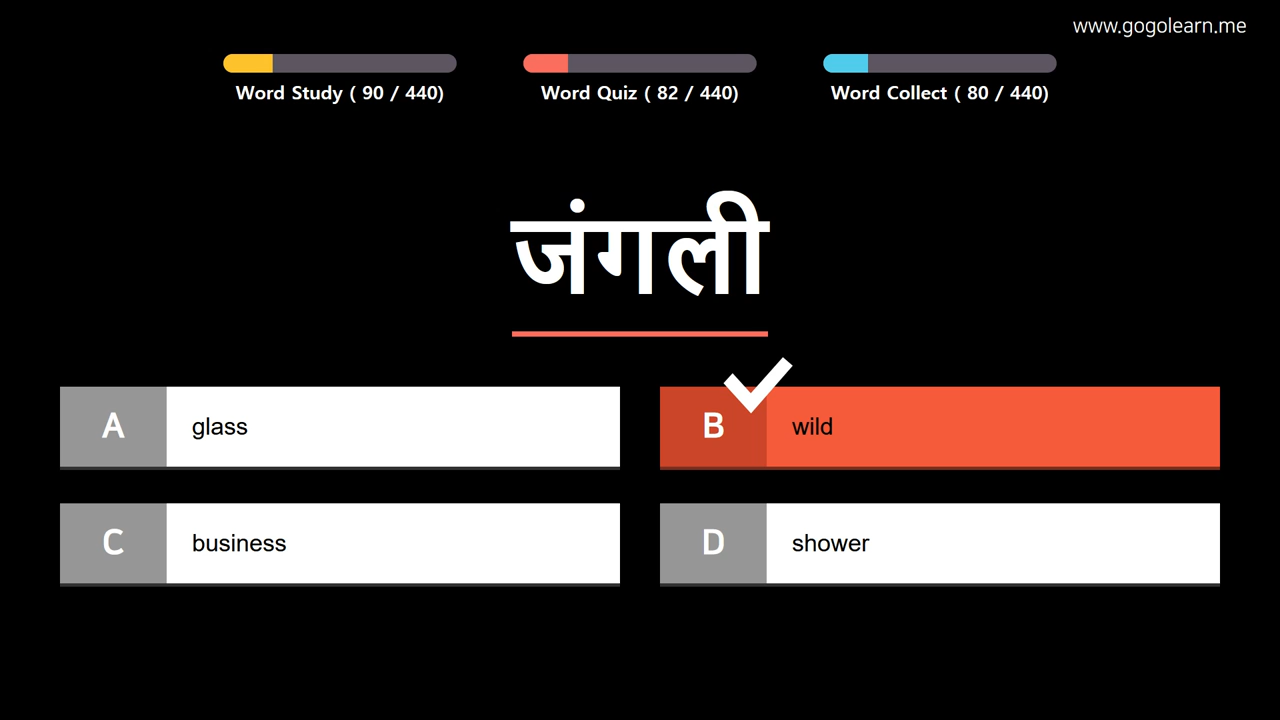 www.gogolearn.me
Word Study ( 90 / 440)
Word Quiz ( 82 / 440)
Word Collect ( 80 / 440)
जंगली
A glass
B wild
C business
D shower